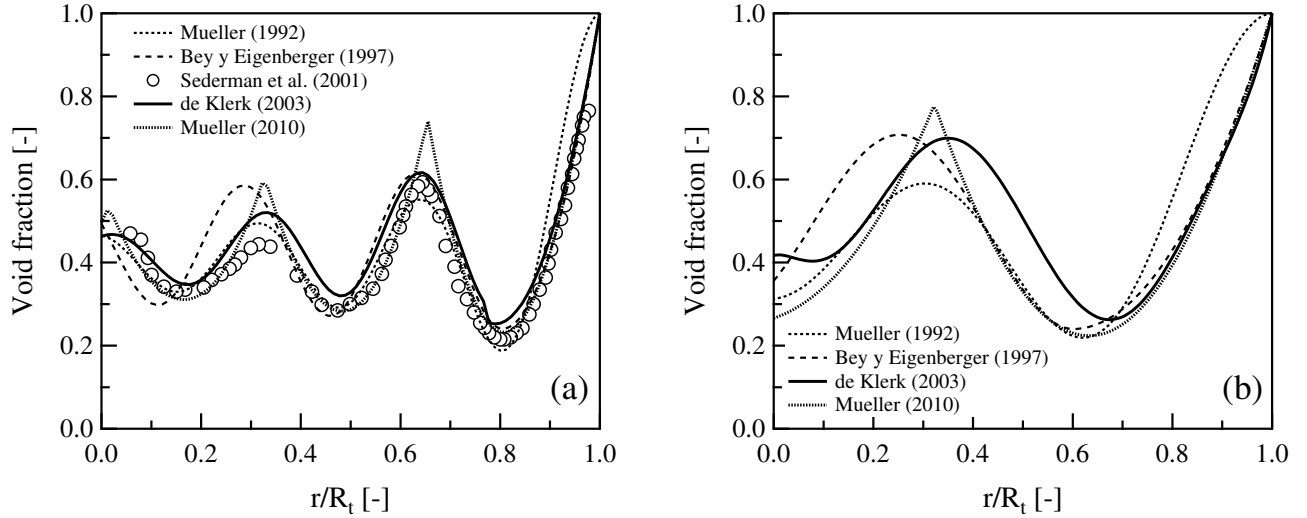 1.0
0.8
0.6
0.4
0.2
0.0
Void fraction [-]
Mueller (1992)
Bey y Eigenberger (1997)
Sederman et al. (2001)
de Klerk (2003)
Mueller (2010)
(a)
0.0 0.2 0.4 0.6 0.8 1.0
r/Rt [-]
1.0
0.8
0.6
0.4
0.2
0.0
Void fraction [-]
Mueller (1992)
Bey y Eigenberger (1997)
de Klerk (2003)
Mueller (2010)
(b)
0.0 0.2 0.4 0.6 0.8 1.0
r/Rt [-]